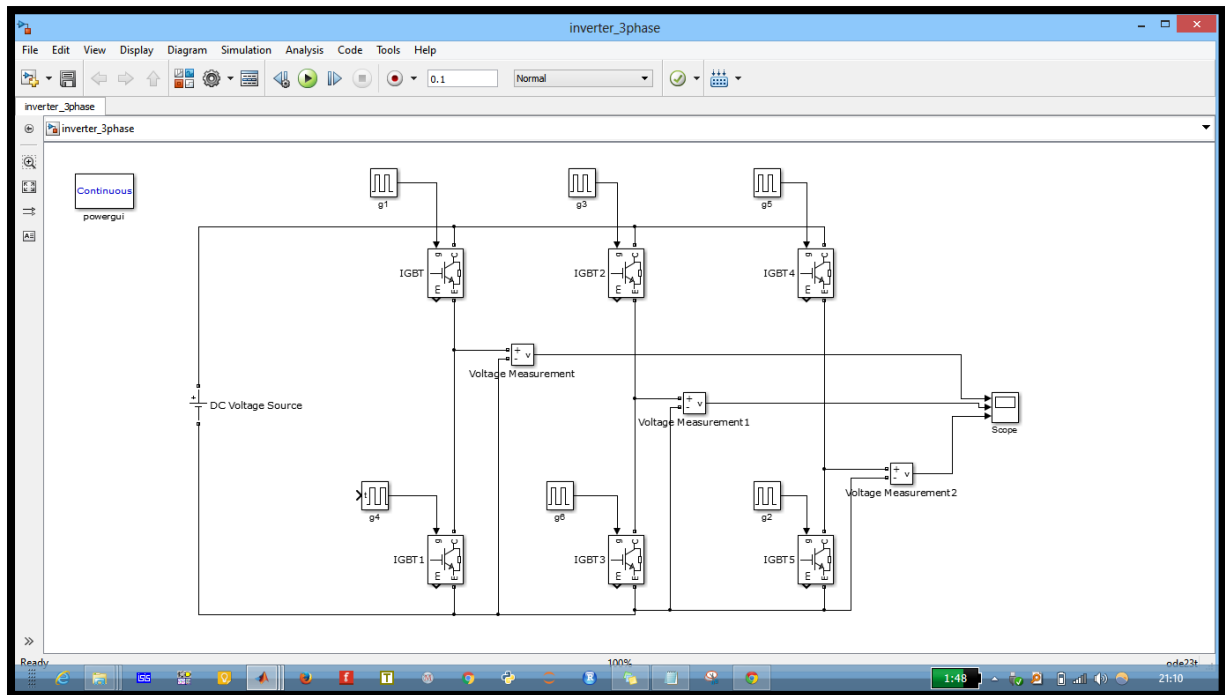 inverter_3phase
File Edit View Display Diagram Simulation Analysis Code Tools Help
0.1 Normal
inverter_3phase
inverter_3phase
Continuous
powergui
g1
g3
g5
g C
IGBT
E E
g C
IGBT2
E E
g C
IGBT4
E E
+
- v
Voltage Measurement
+
DC Voltage Source
+
- v
Voltage Measurement1
Scope
+
- v
Voltage Measurement2
t
g4
g6
g2
g C
IGBT1
E E
g C
IGBT3
E E
g C
IGBT5
E E
Ready 100% ode23t
ISIS f T 1:48 21:10